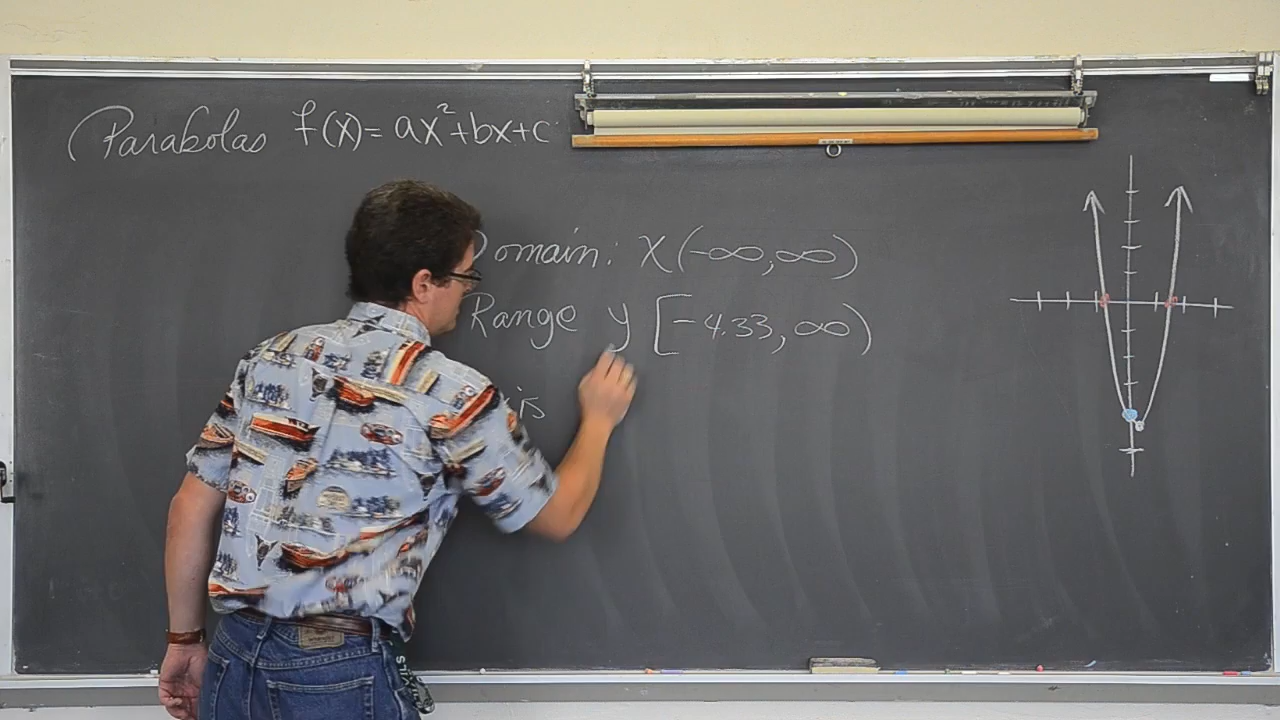 Parabolas f(x)=ax²+bx+c
Domain: x(-∞,∞)
Range y [-4.33,∞)